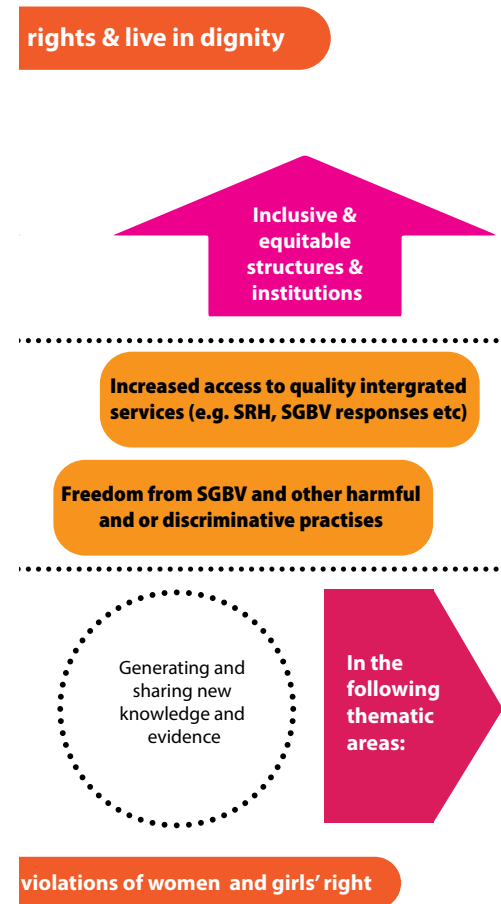 rights & live in dignity
Inclusive &
equitable
structures &
institutions
Increased access to quality intergrated
services (e.g. SRH, SGBV responses etc)
Freedom from SGBV and other harmful
and or discriminative practises
Generating and
sharing new
knowledge and
evidence
In the
following
thematic
areas:
violations of women and girls’ right